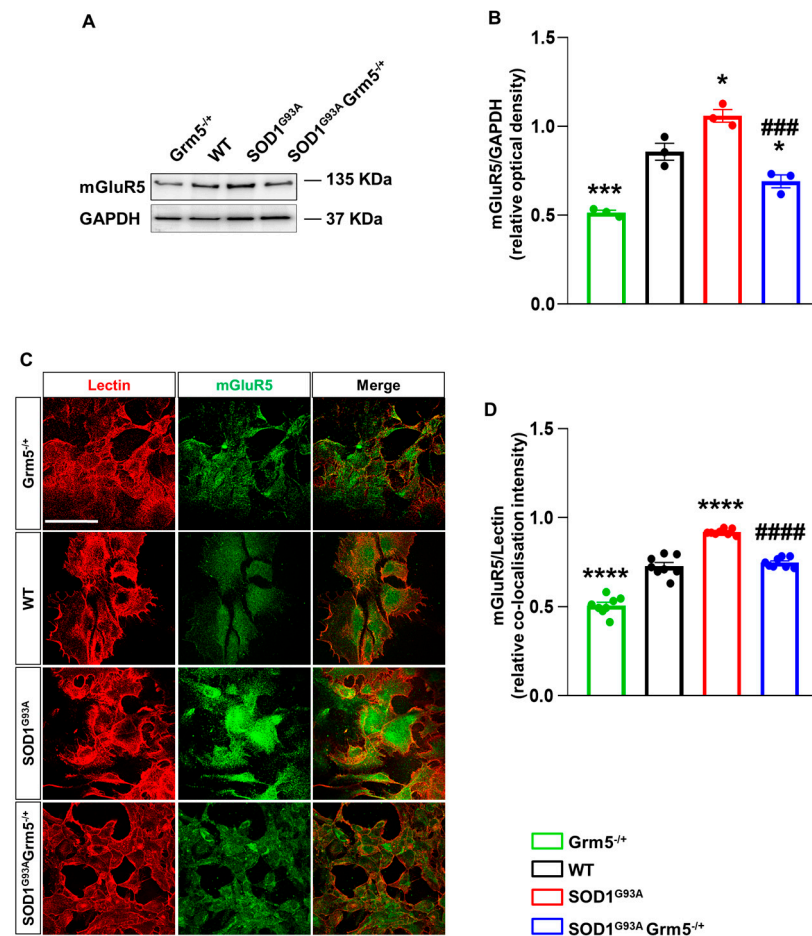 A
Grm5-/+
WT
SOD1G93A
SOD1G93A Grm5-/+
mGluR5
135 KDa
GAPDH
37 KDa
B
mGluR5/GAPDH
(relative optical density)
1.5
1.0
0.5
0.0
***
*
###
*
C
Lectin
mGluR5
Merge
Grm5-/+
WT
SOD1G93A
SOD1G93AGrm5-/+
D
mGluR5/Lectin
(relative co-localisation intensity)
1.5
1.0
0.5
0.0
****
****
####
Grm5-/+
WT
SOD1G93A
SOD1G93A Grm5-/+